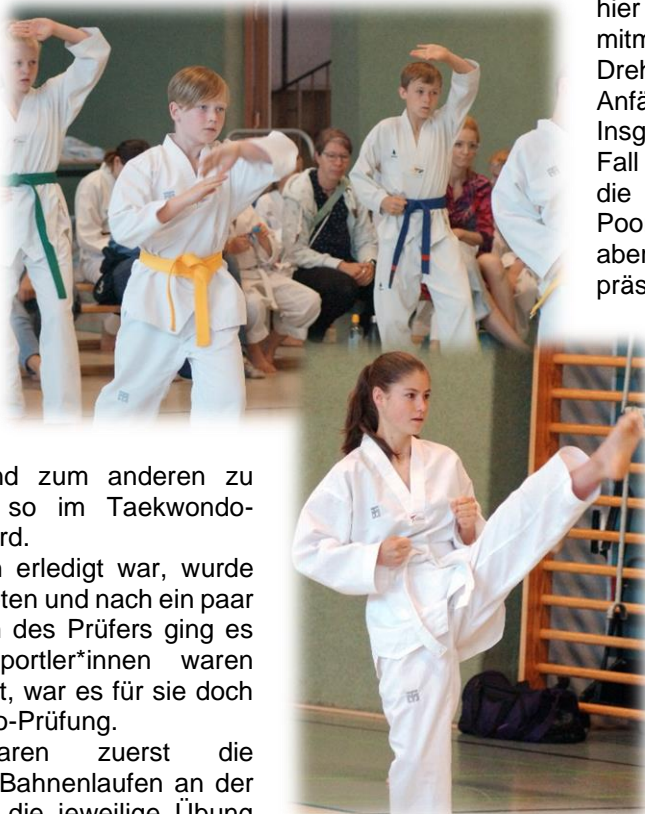 nd zum anderen zu
so im Taekwondo-
rd.
n erledigt war, wurde
ten und nach ein paar
n des Prüfers ging es
portler*innen waren
t, war es für sie doch
o-Prüfung.
aren zuerst die
Bahnenlaufen an der
die jeweilige Übung
hier
mitm
Dreh
Anfä
Insg
Fall
die
Poo
aber
präs